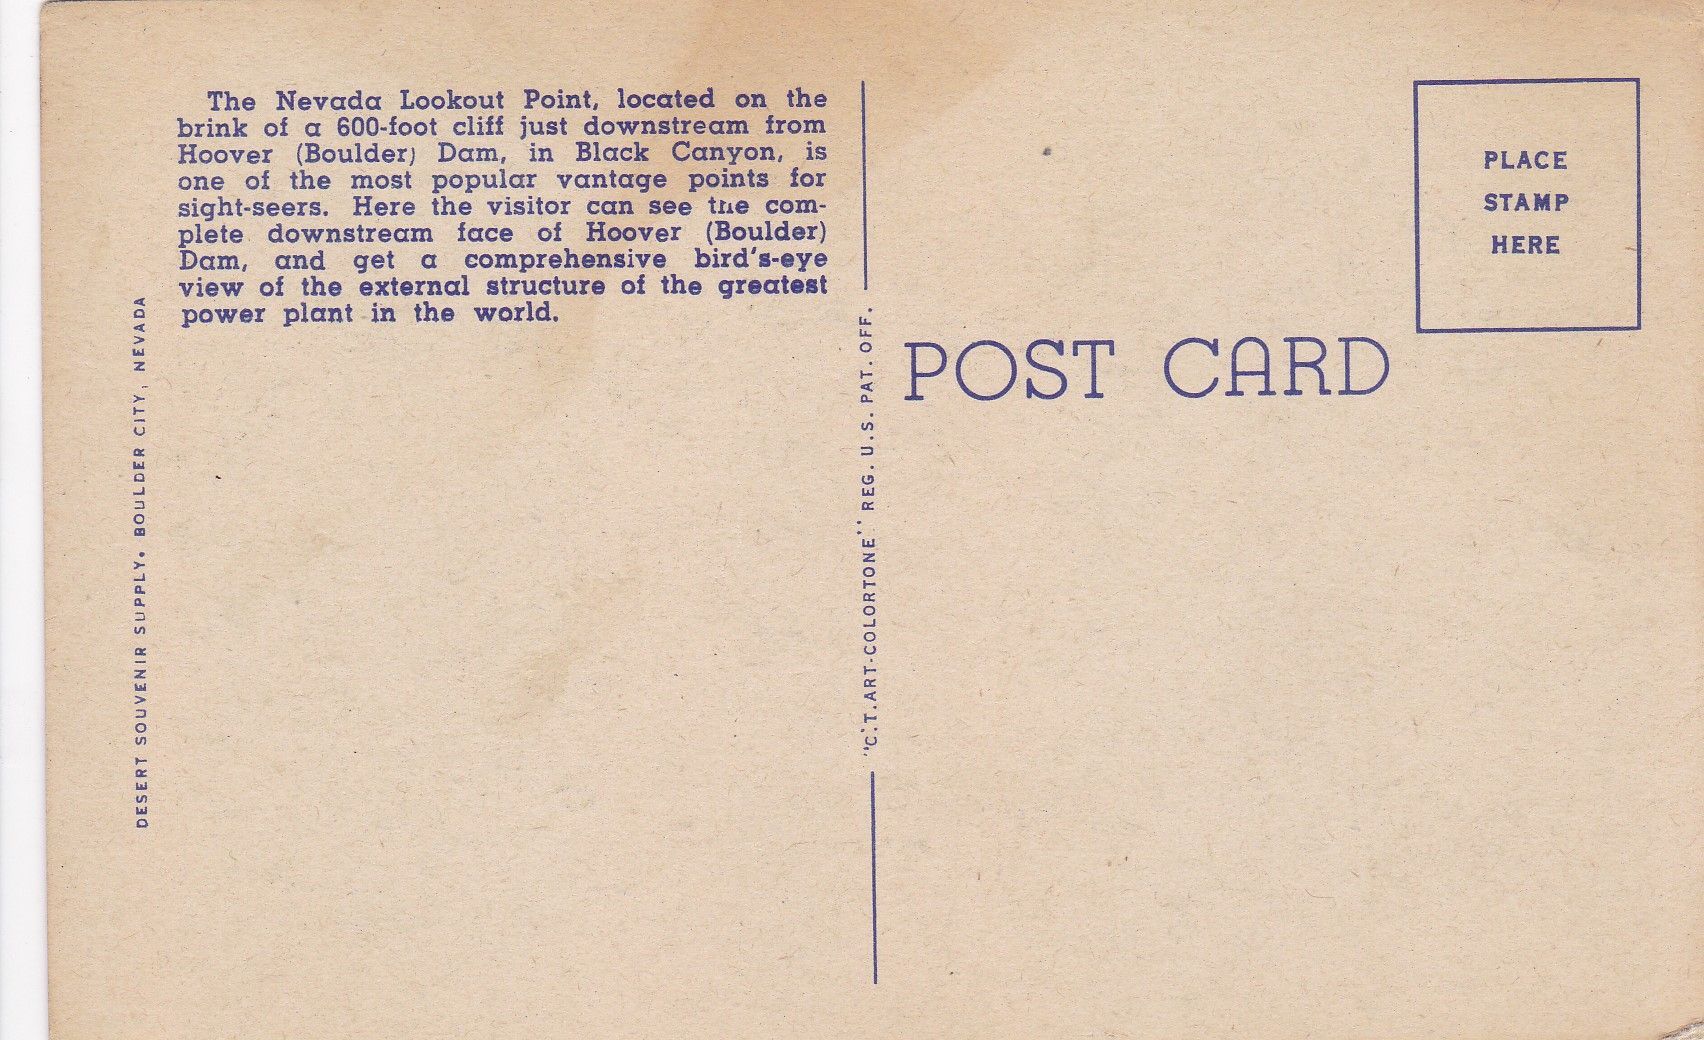 The Nevada Lookout Point, located on the
brink of a 600-foot cliff just downstream from
Hoover (Boulder) Dam, in Black Canyon, is
one of the most popular vantage points for
sight-seers. Here the visitor can see the com-
plete downstream face of Hoover (Boulder)
Dam, and get a comprehensive bird's-eye
view of the external structure of the greatest
power plant in the world.
DESERT SOUVENIR SUPPLY. BOULDER CITY, NEVADA
"C.T. ART-COLORTONE" REG. U.S. PAT. OFF.
POST CARD
PLACE
STAMP
HERE